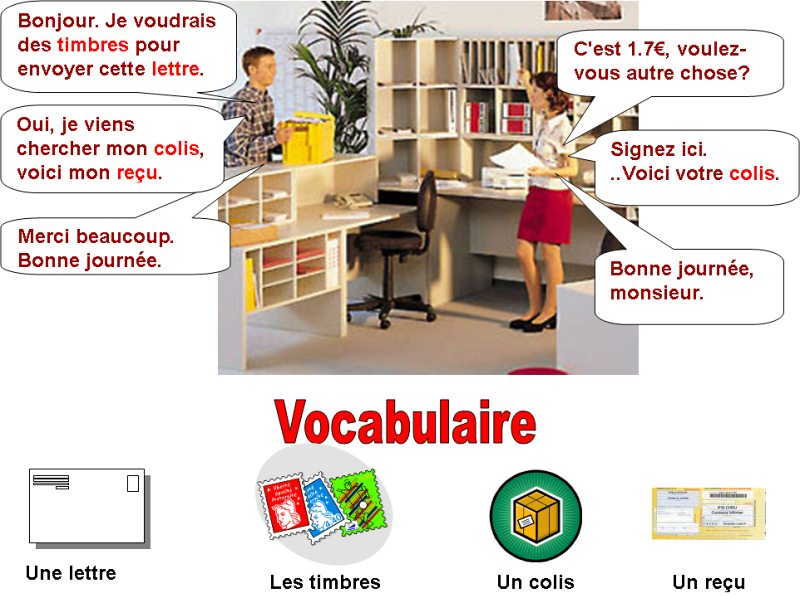 Bonjour. Je voudrais
des timbres pour
envoyer cette lettre.
C'est 1.7€, voulez-
vous autre chose?
Oui, je viens
chercher mon colis,
voici mon reçu.
Signez ici.
..Voici votre colis.
Merci beaucoup.
Bonne journée.
Bonne journée,
monsieur.
Vocabulaire
Une lettre
Les timbres
Un colis
Un reçu